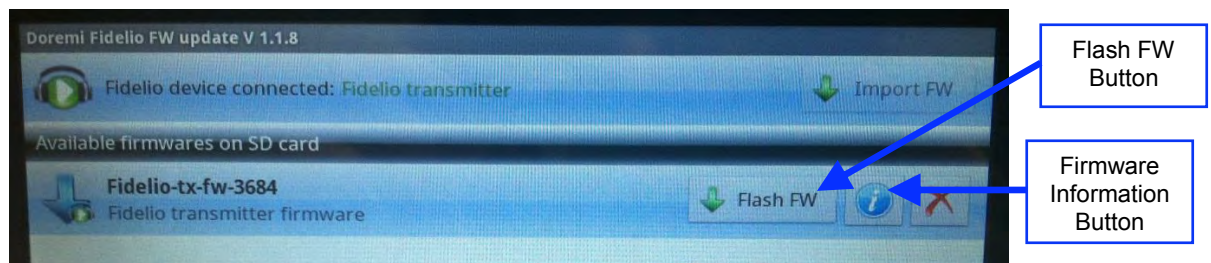 Doremi Fidelio FW update V 1.1.8
Fidelio device connected: Fidelio transmitter
Import FW
Available firmwares on SD card
Fidelio-tx-fw-3684
Fidelio transmitter firmware
Flash FW
Flash FW
Button
Firmware
Information
Button